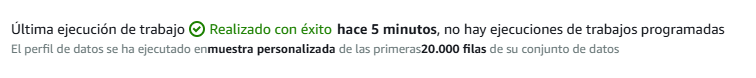 Última ejecución de trabajo Realizado con éxito hace 5 minutos, no hay ejecuciones de trabajos programadas
El perfil de datos se ha ejecutado enmuestra personalizada de las primeras20.000 filas de su conjunto de datos